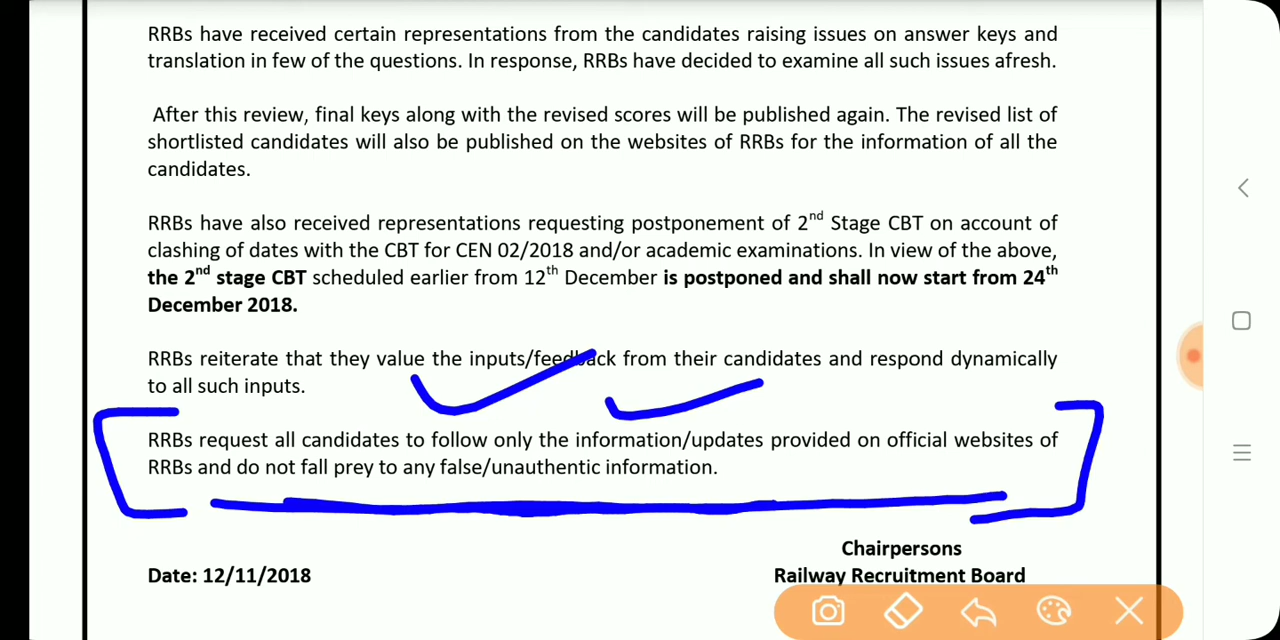 RRBs have received certain representations from the candidates raising issues on answer keys and
translation in few of the questions. In response, RRBs have decided to examine all such issues afresh.
After this review, final keys along with the revised scores will be published again. The revised list of
shortlisted candidates will also be published on the websites of RRBs for the information of all the
candidates.
RRBs have also received representations requesting postponement of 2nd Stage CBT on account of
clashing of dates with the CBT for CEN 02/2018 and/or academic examinations. In view of the above,
the 2nd stage CBT scheduled earlier from 12th December is postponed and shall now start from 24th
December 2018.
RRBs reiterate that they value the inputs/feedback from their candidates and respond dynamically
to all such inputs.
RRBs request all candidates to follow only the information/updates provided on official websites of
RRBs and do not fall prey to any false/unauthentic information.
Chairpersons
Date: 12/11/2018 Railway Recruitment Board